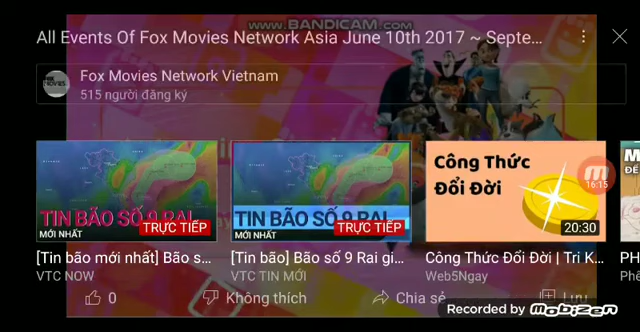 www.BANDICAM.com
All Events Of Fox Movies Network Asia June 10th 2017 ~ Septe...
Fox Movies Network Vietnam
515 người đăng ký
TIN BÃO SỐ 9 RAI
TRỰC TIẾP
MỚI NHẤT
TIN BÃO SỐ 9 RAI
TRỰC TIẾP
MỚI NHẤT
Công Thức
Đổi Đời
16:15
20:30
[Tin bão mới nhất] Bão s...
VTC NOW
[Tin bão] Bão số 9 Rai gi...
VTC TIN MỚI
Công Thức Đổi Đời | Tri K...
Web5Ngay
PH
Phê
0
Không thích
Chia sẻ
Lưu
Recorded by MOBIZEN